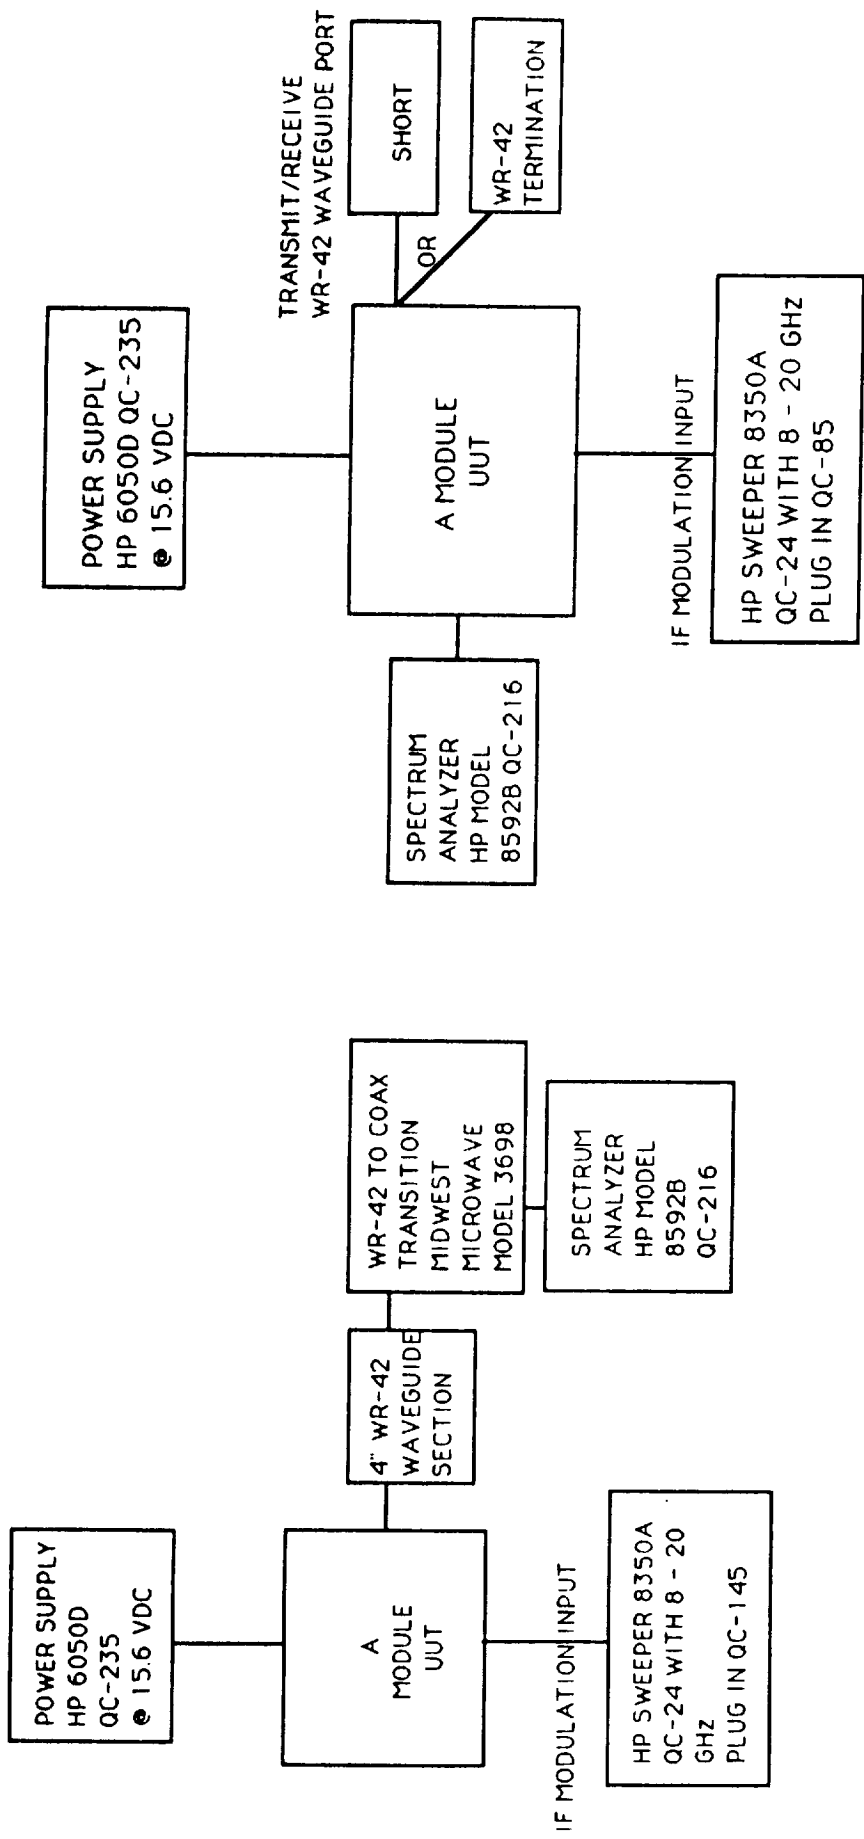 POWER SUPPLY
HP 6050D
QC-235
@ 15.6 VDC
A
MODULE
UUT
4" WR-42
WAVEGUIDE
SECTION
WR-42 TO COAX
TRANSITION
MIDWEST
MICROWAVE
MODEL 3698
SPECTRUM
ANALYZER
HP MODEL
8592B
QC-216
IF MODULATION INPUT
HP SWEEPER 8350A
QC-24 WITH 8 - 20
GHz
PLUG IN QC-145
POWER SUPPLY
HP 6050D QC-235
@ 15.6 VDC
TRANSMIT/RECEIVE
WR-42 WAVEGUIDE PORT
SHORT
OR
WR-42
TERMINATION
A MODULE
UUT
SPECTRUM
ANALYZER
HP MODEL
8592B QC-216
IF MODULATION INPUT
HP SWEEPER 8350A
QC-24 WITH 8 - 20 GHz
PLUG IN QC-85